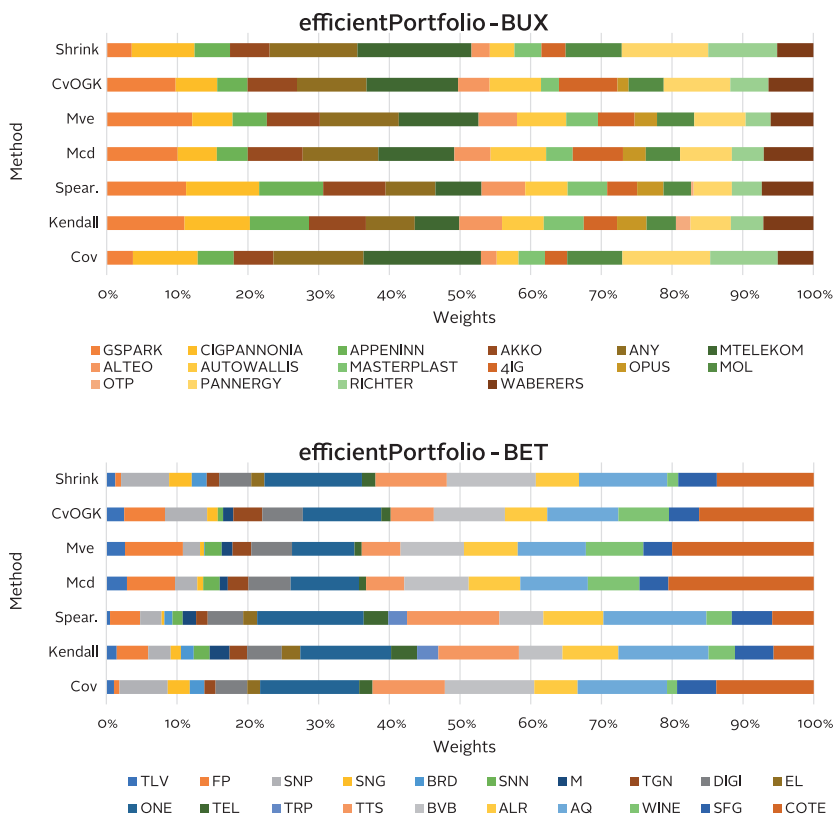 efficientPortfolio - BUX
Method
Shrink
CvOGK
Mve
Mcd
Spear.
Kendall
Cov
0% 10% 20% 30% 40% 50% 60% 70% 80% 90% 100%
Weights
GSPARK CIGPANNONIA APPENINN AKKO ANY MTELEKOM
ALTEO AUTOWALLIS MASTERPLAST 4IG OPUS MOL
OTP PANNERGY RICHTER WABERERS
efficientPortfolio - BET
Method
Shrink
CvOGK
Mve
Mcd
Spear.
Kendall
Cov
0% 10% 20% 30% 40% 50% 60% 70% 80% 90% 100%
Weights
TLV FP SNP SNG BRD SNN M TGN DIGI EL
ONE TEL TRP TTS BVB ALR AQ WINE SFG COTE